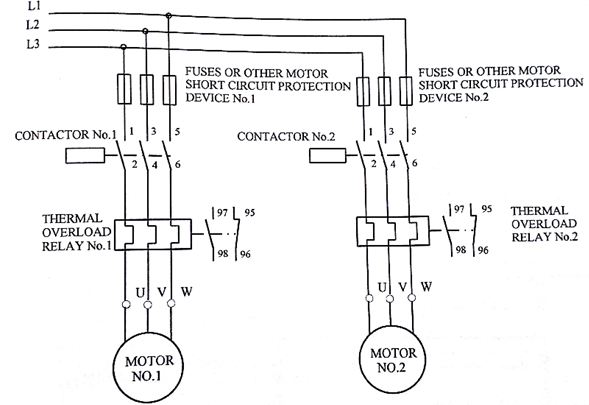 L1
L2
L3
FUSES OR OTHER MOTOR
SHORT CIRCUIT PROTECTION
DEVICE No.1
FUSES OR OTHER MOTOR
SHORT CIRCUIT PROTECTION
DEVICE No.2
CONTACTOR No.1
1 3 5
2 4 6
CONTACTOR No.2
1 3 5
2 4 6
THERMAL
OVERLOAD
RELAY No.1
97 95
98 96
97 95
98 96
THERMAL
OVERLOAD
RELAY No.2
U V W
U V W
MOTOR
NO.1
MOTOR
NO.2